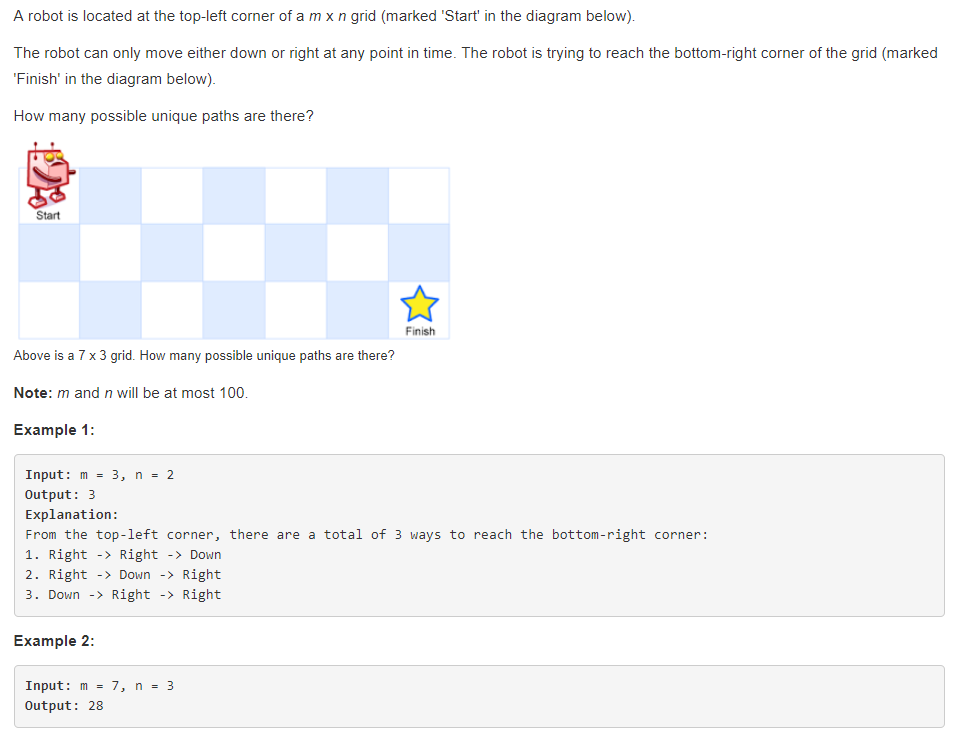 A robot is located at the top-left corner of a m x n grid (marked 'Start' in the diagram below).
The robot can only move either down or right at any point in time. The robot is trying to reach the bottom-right corner of the grid (marked
'Finish' in the diagram below).
How many possible unique paths are there?
Start
Finish
Above is a 7 x 3 grid. How many possible unique paths are there?
Note: m and n will be at most 100.
Example 1:
Input: m = 3, n = 2
Output: 3
Explanation:
From the top-left corner, there are a total of 3 ways to reach the bottom-right corner:
1. Right -> Right -> Down
2. Right -> Down -> Right
3. Down -> Right -> Right
Example 2:
Input: m = 7, n = 3
Output: 28